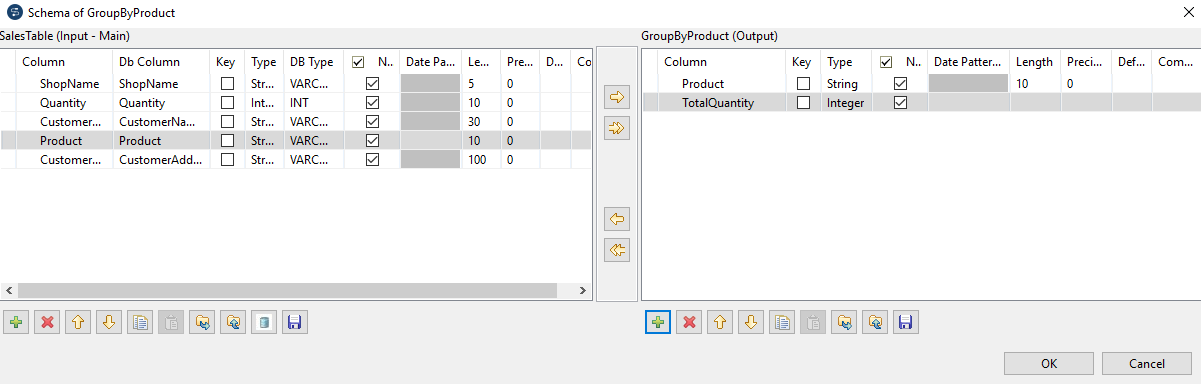 Schema of GroupByProduct
SalesTable (Input - Main)
Column Db Column Key Type DB Type N.. Date Pa... Le... Pre... D... Co
ShopName ShopName Str... VARC... 5 0
Quantity Quantity Int... INT 10 0
Customer... CustomerNa... Str... VARC... 30 0
Product Product Str... VARC... 10 0
Customer... CustomerAdd... Str... VARC... 100 0
GroupByProduct (Output)
Column Key Type N.. Date Patter... Length Preci... Def... Com...
Product String 10 0
TotalQuantity Integer
OK
Cancel